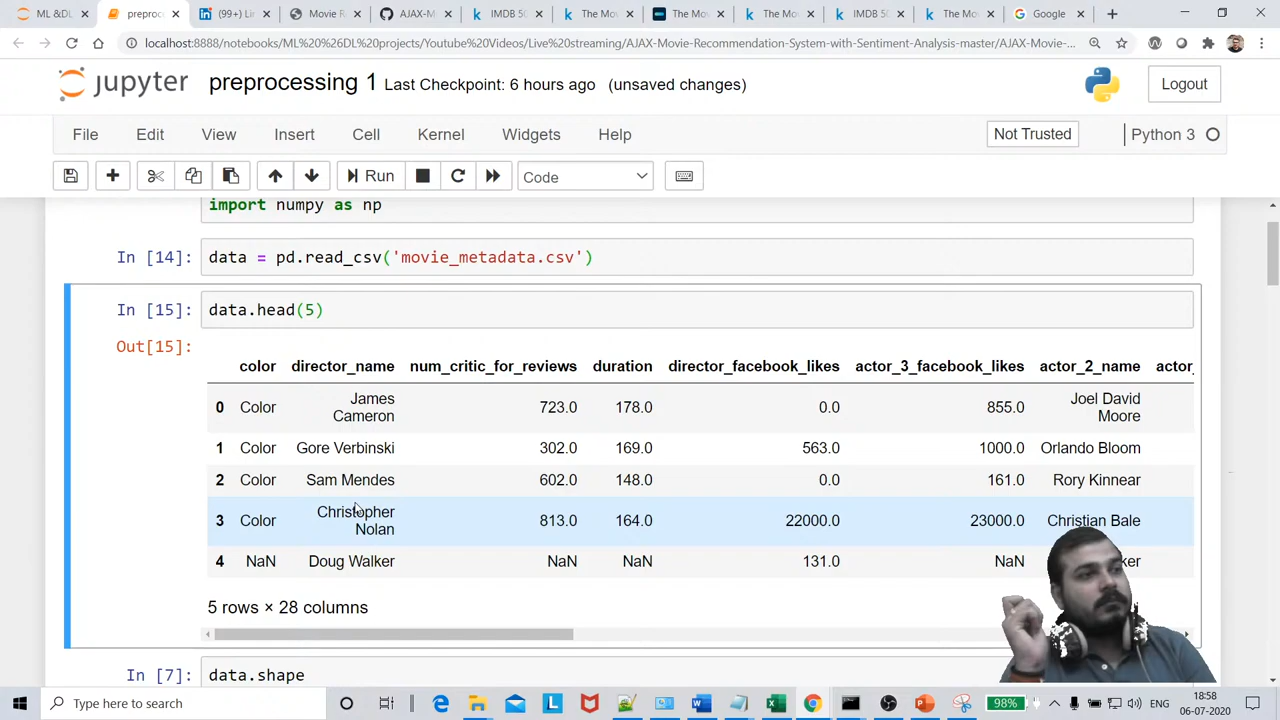 ML &DL
preproc
(99+) Li
Movie R
AJAX-M
IMDB 50
The Mo
The Mo
The Mo
IMDB 50
The Mo
Google
localhost:8888/notebooks/ML%20%26%20DL%20projects/Youtube%20Videos/Live%20streaming/AJAX-Movie-Recommendation-System-with-Sentiment-Analysis-master/AJAX-Movie-...
jupyter preprocessing 1 Last Checkpoint: 6 hours ago (unsaved changes) Logout
File Edit View Insert Cell Kernel Widgets Help Not Trusted Python 3
Run Code
import numpy as np
In [14]: data = pd.read_csv('movie_metadata.csv')
In [15]: data.head(5)
Out[15]:
color director_name num_critic_for_reviews duration director_facebook_likes actor_3_facebook_likes actor_2_name actor_
0 Color James Cameron 723.0 178.0 0.0 855.0 Joel David Moore
1 Color Gore Verbinski 302.0 169.0 563.0 1000.0 Orlando Bloom
2 Color Sam Mendes 602.0 148.0 0.0 161.0 Rory Kinnear
3 Color Christopher Nolan 813.0 164.0 22000.0 23000.0 Christian Bale
4 NaN Doug Walker NaN NaN 131.0 NaN ker
5 rows × 28 columns
In [7]: data.shape
Type here to search
98%
ENG
18:58
06-07-2020